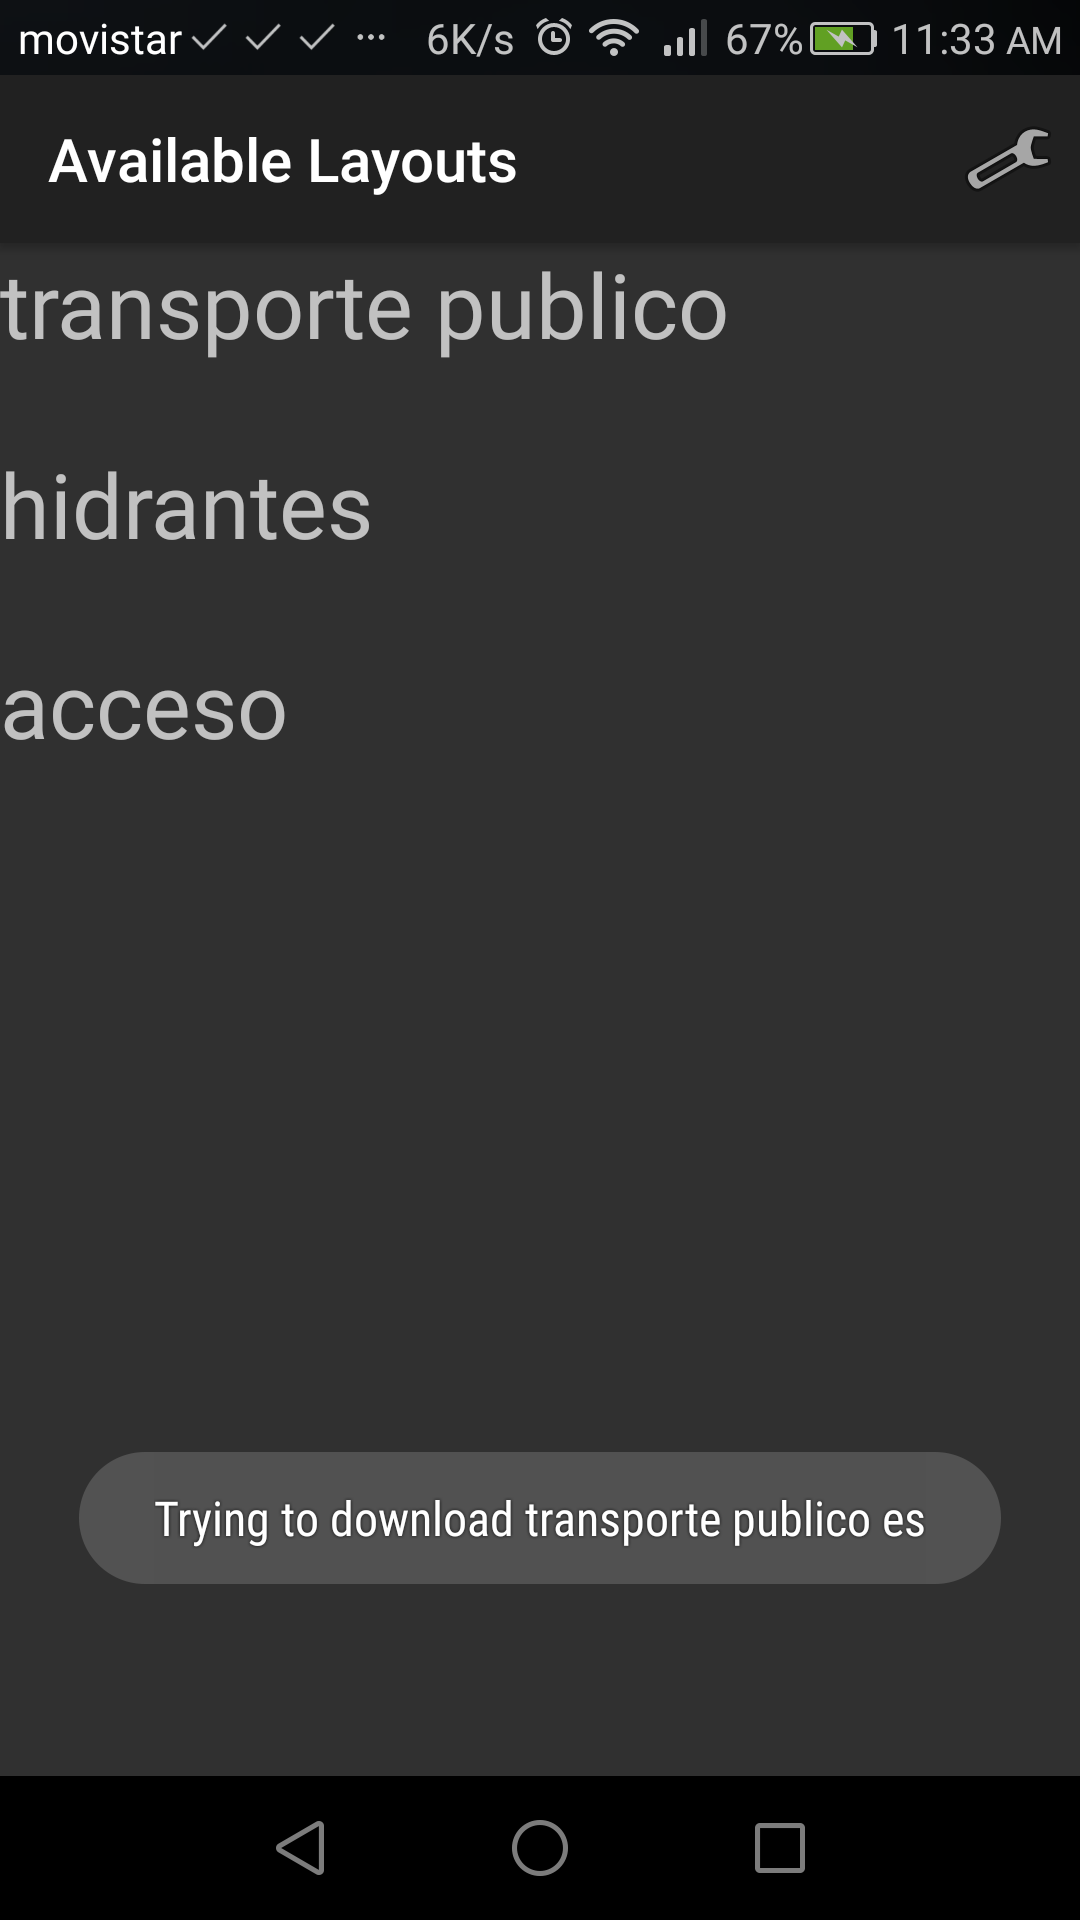 movistar 6K/s 67% 11:33 AM
Available Layouts
transporte publico
hidrantes
acceso
Trying to download transporte publico es